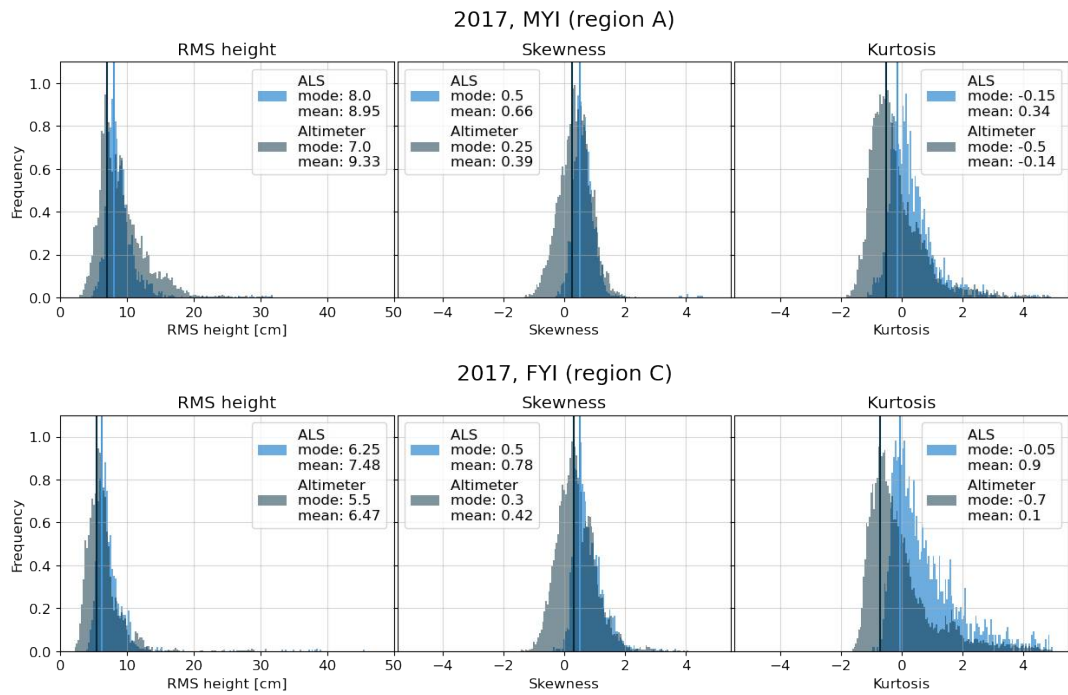 2017, MYI (region A)
RMS height
Skewness
Kurtosis
Frequency
1.0
0.8
0.6
0.4
0.2
0.0
ALS
mode: 8.0
mean: 8.95
Altimeter
mode: 7.0
mean: 9.33
ALS
mode: 0.5
mean: 0.66
Altimeter
mode: 0.25
mean: 0.39
ALS
mode: -0.15
mean: 0.34
Altimeter
mode: -0.5
mean: -0.14
0 10 20 30 40 50
−4 −2 0 2 4
−4 −2 0 2 4
RMS height [cm]
Skewness
Kurtosis
2017, FYI (region C)
RMS height
Skewness
Kurtosis
Frequency
1.0
0.8
0.6
0.4
0.2
0.0
ALS
mode: 6.25
mean: 7.48
Altimeter
mode: 5.5
mean: 6.47
ALS
mode: 0.5
mean: 0.78
Altimeter
mode: 0.3
mean: 0.42
ALS
mode: -0.05
mean: 0.9
Altimeter
mode: -0.7
mean: 0.1
0 10 20 30 40 50
−4 −2 0 2 4
−4 −2 0 2 4
RMS height [cm]
Skewness
Kurtosis